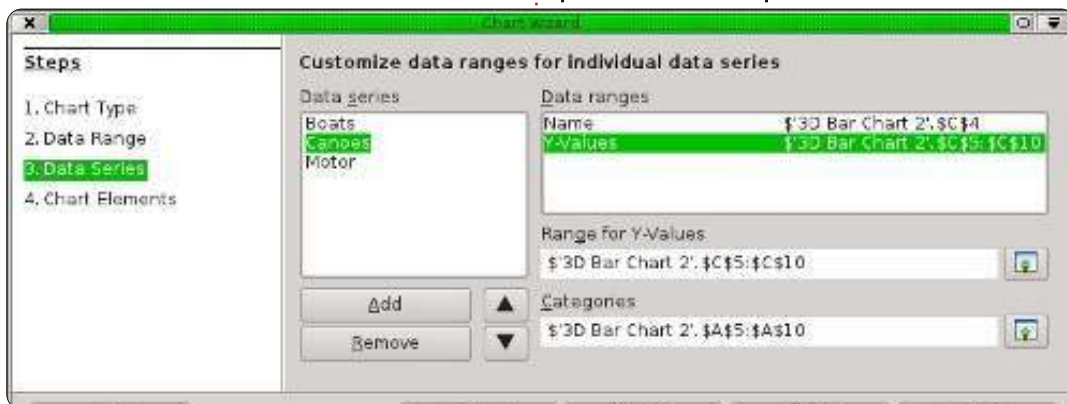 Chart Wizard
Steps
1. Chart Type
2. Data Range
3. Data Series
4. Chart Elements
Customize data ranges for individual data series
Data series
Boats
Canoes
Motor
Add
Remove
Data ranges
Name $'3D Bar Chart 2'.$C$4
Y-Values $'3D Bar Chart 2'.$C$5:$C$10
Range for Y-Values
$'3D Bar Chart 2'.$C$5:$C$10
Categories
$'3D Bar Chart 2'.$A$5:$A$10